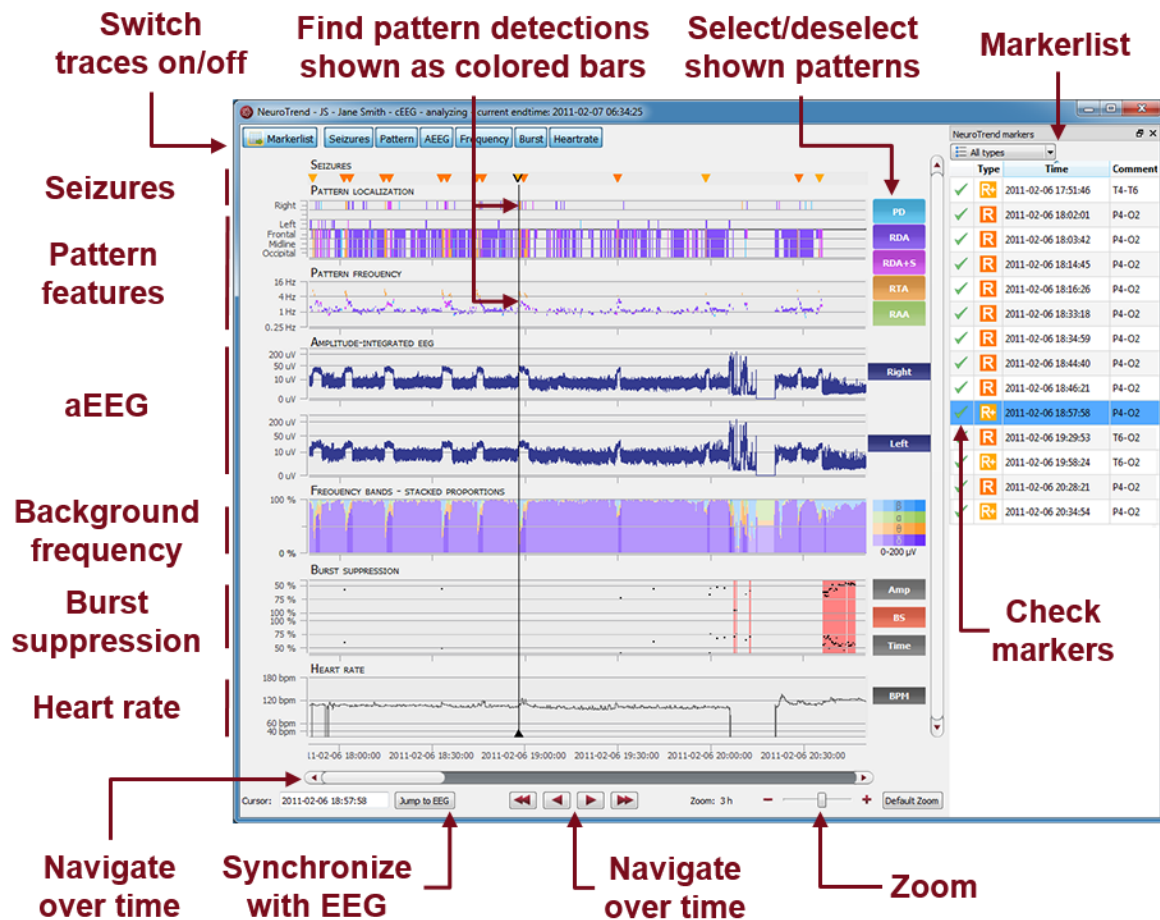 Switch
traces on/off
Find pattern detections
shown as colored bars
Select/deselect
shown patterns
Markerlist
NeuroTrend - JS - Jane Smith - cEEG - analyzing - current endtime: 2011-02-07 06:34:25
Markerlist Seizures Pattern AEEG Frequency Burst Heartrate
NeuroTrend markers
All types
Type Time Comment
R+ 2011-02-06 17:51:46 T4-T6
R 2011-02-06 18:02:01 P4-O2
R 2011-02-06 18:03:42 P4-O2
R 2011-02-06 18:14:45 P4-O2
R 2011-02-06 18:16:26 P4-O2
R 2011-02-06 18:33:18 P4-O2
R 2011-02-06 18:34:59 P4-O2
R 2011-02-06 18:44:40 P4-O2
R 2011-02-06 18:46:21 P4-O2
R+ 2011-02-06 18:57:58 P4-O2
R 2011-02-06 19:29:53 T6-O2
R+ 2011-02-06 19:58:24 T6-O2
R 2011-02-06 20:28:21 P4-O2
R+ 2011-02-06 20:34:54 P4-O2
Check
markers
Seizures
SEIZURES
Pattern
features
PATTERN LOCALIZATION
Right
Left
Frontal
Midline
Occipital
PD
RDA
RDA+S
RTA
RAA
PATTERN FREQUENCY
16 Hz
4 Hz
1 Hz
0.25 Hz
aEEG
AMPLITUDE-INTEGRATED EEG
200 uV
50 uV
10 uV
0 uV
Right
200 uV
50 uV
10 uV
0 uV
Left
Background
frequency
FREQUENCY BANDS - STACKED PROPORTIONS
100 %
0 %
β
α
θ
δ
0-200 µV
Burst
suppression
BURST SUPPRESSION
50 %
75 %
100 %
100 %
75 %
50 %
Amp
BS
Time
Heart rate
HEART RATE
180 bpm
120 bpm
60 bpm
40 bpm
BPM
11-02-06 18:00:00 2011-02-06 18:30:00 2011-02-06 19:00:00 2011-02-06 19:30:00 2011-02-06 20:00:00 2011-02-06 20:30:00
Cursor: 2011-02-06 18:57:58 Jump to EEG Zoom: 3 h Default Zoom
Navigate
over time
Synchronize
with EEG
Navigate
over time
Zoom